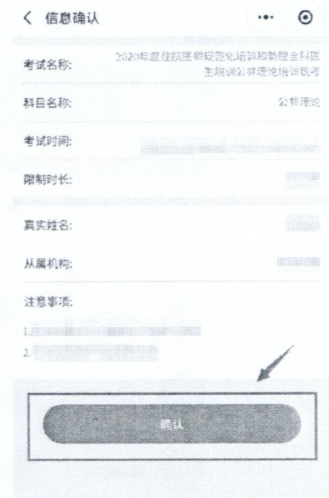 信息确认
考试名称:
2020年度住院医师规范化培训和助理全科医
生培训公共理论培训统考
科目名称:
公共理论
考试时间:
限制时长:
真实姓名:
从属机构:
注意事项:
1.
2.
确认